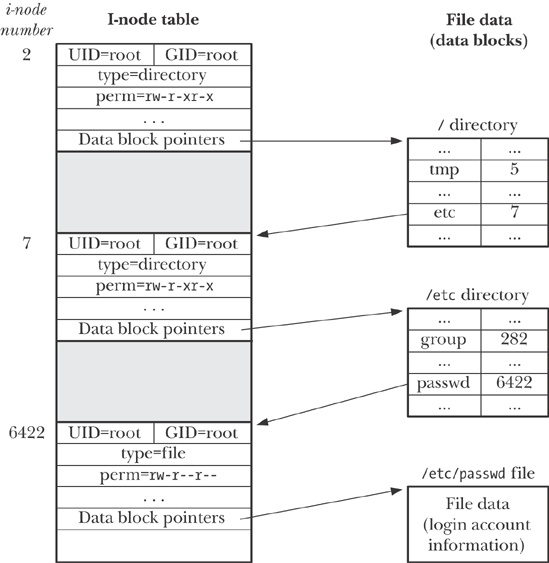 i-node
number
I-node table
File data
(data blocks)
2
UID=root GID=root
type=directory
perm=rw-r-xr-x
...
Data block pointers
/ directory
... ...
tmp 5
... ...
etc 7
... ...
7
UID=root GID=root
type=directory
perm=rw-r-xr-x
...
Data block pointers
/etc directory
... ...
group 282
... ...
passwd 6422
... ...
6422
UID=root GID=root
type=file
perm=rw-r--r--
...
Data block pointers
/etc/passwd file
File data
(login account
information)